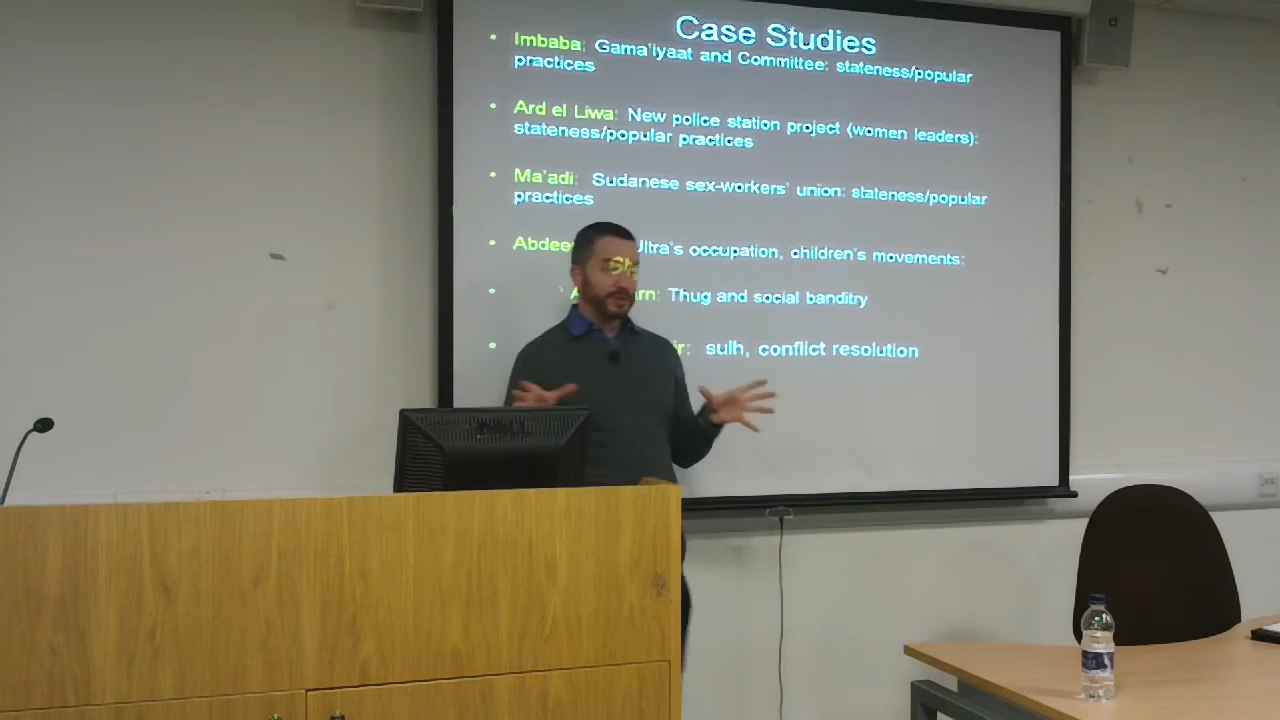 Case Studies
• Imbaba: Gama'iyaat and Committee: stateness/popular
practices
• Ard el Liwa: New police station project (women leaders):
stateness/popular practices
• Ma'adi: Sudanese sex-workers' union: stateness/popular
practices
• Ultra's occupation, children's movements:
• Thug and social banditry
• sulh, conflict resolution
DELL